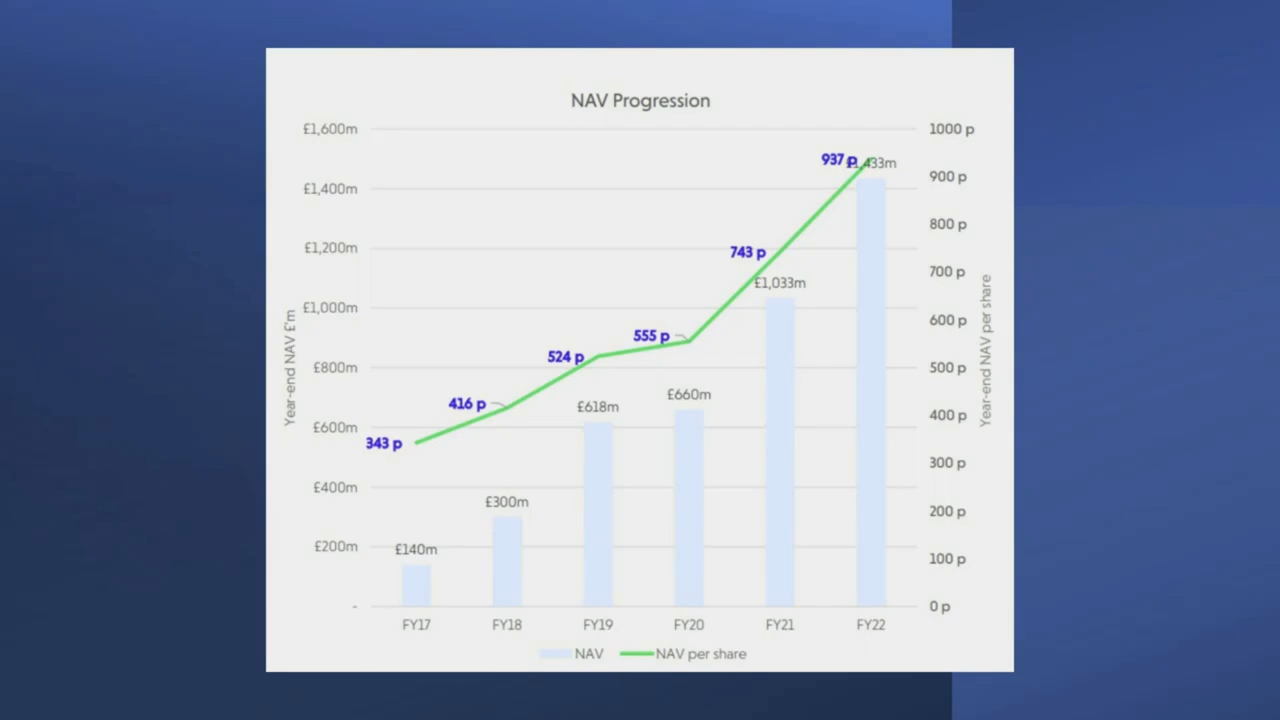 NAV Progression
£1,600m
£1,400m
£1,200m
£1,000m
£800m
£600m
£400m
£200m
-
Year-end NAV £'m
1000 p
900 p
800 p
700 p
600 p
500 p
400 p
300 p
200 p
100 p
0 p
Year-end NAV per share
343 p
416 p
524 p
555 p
743 p
937 p
£140m
£300m
£618m
£660m
£1,033m
£1,433m
FY17 FY18 FY19 FY20 FY21 FY22
NAV NAV per share